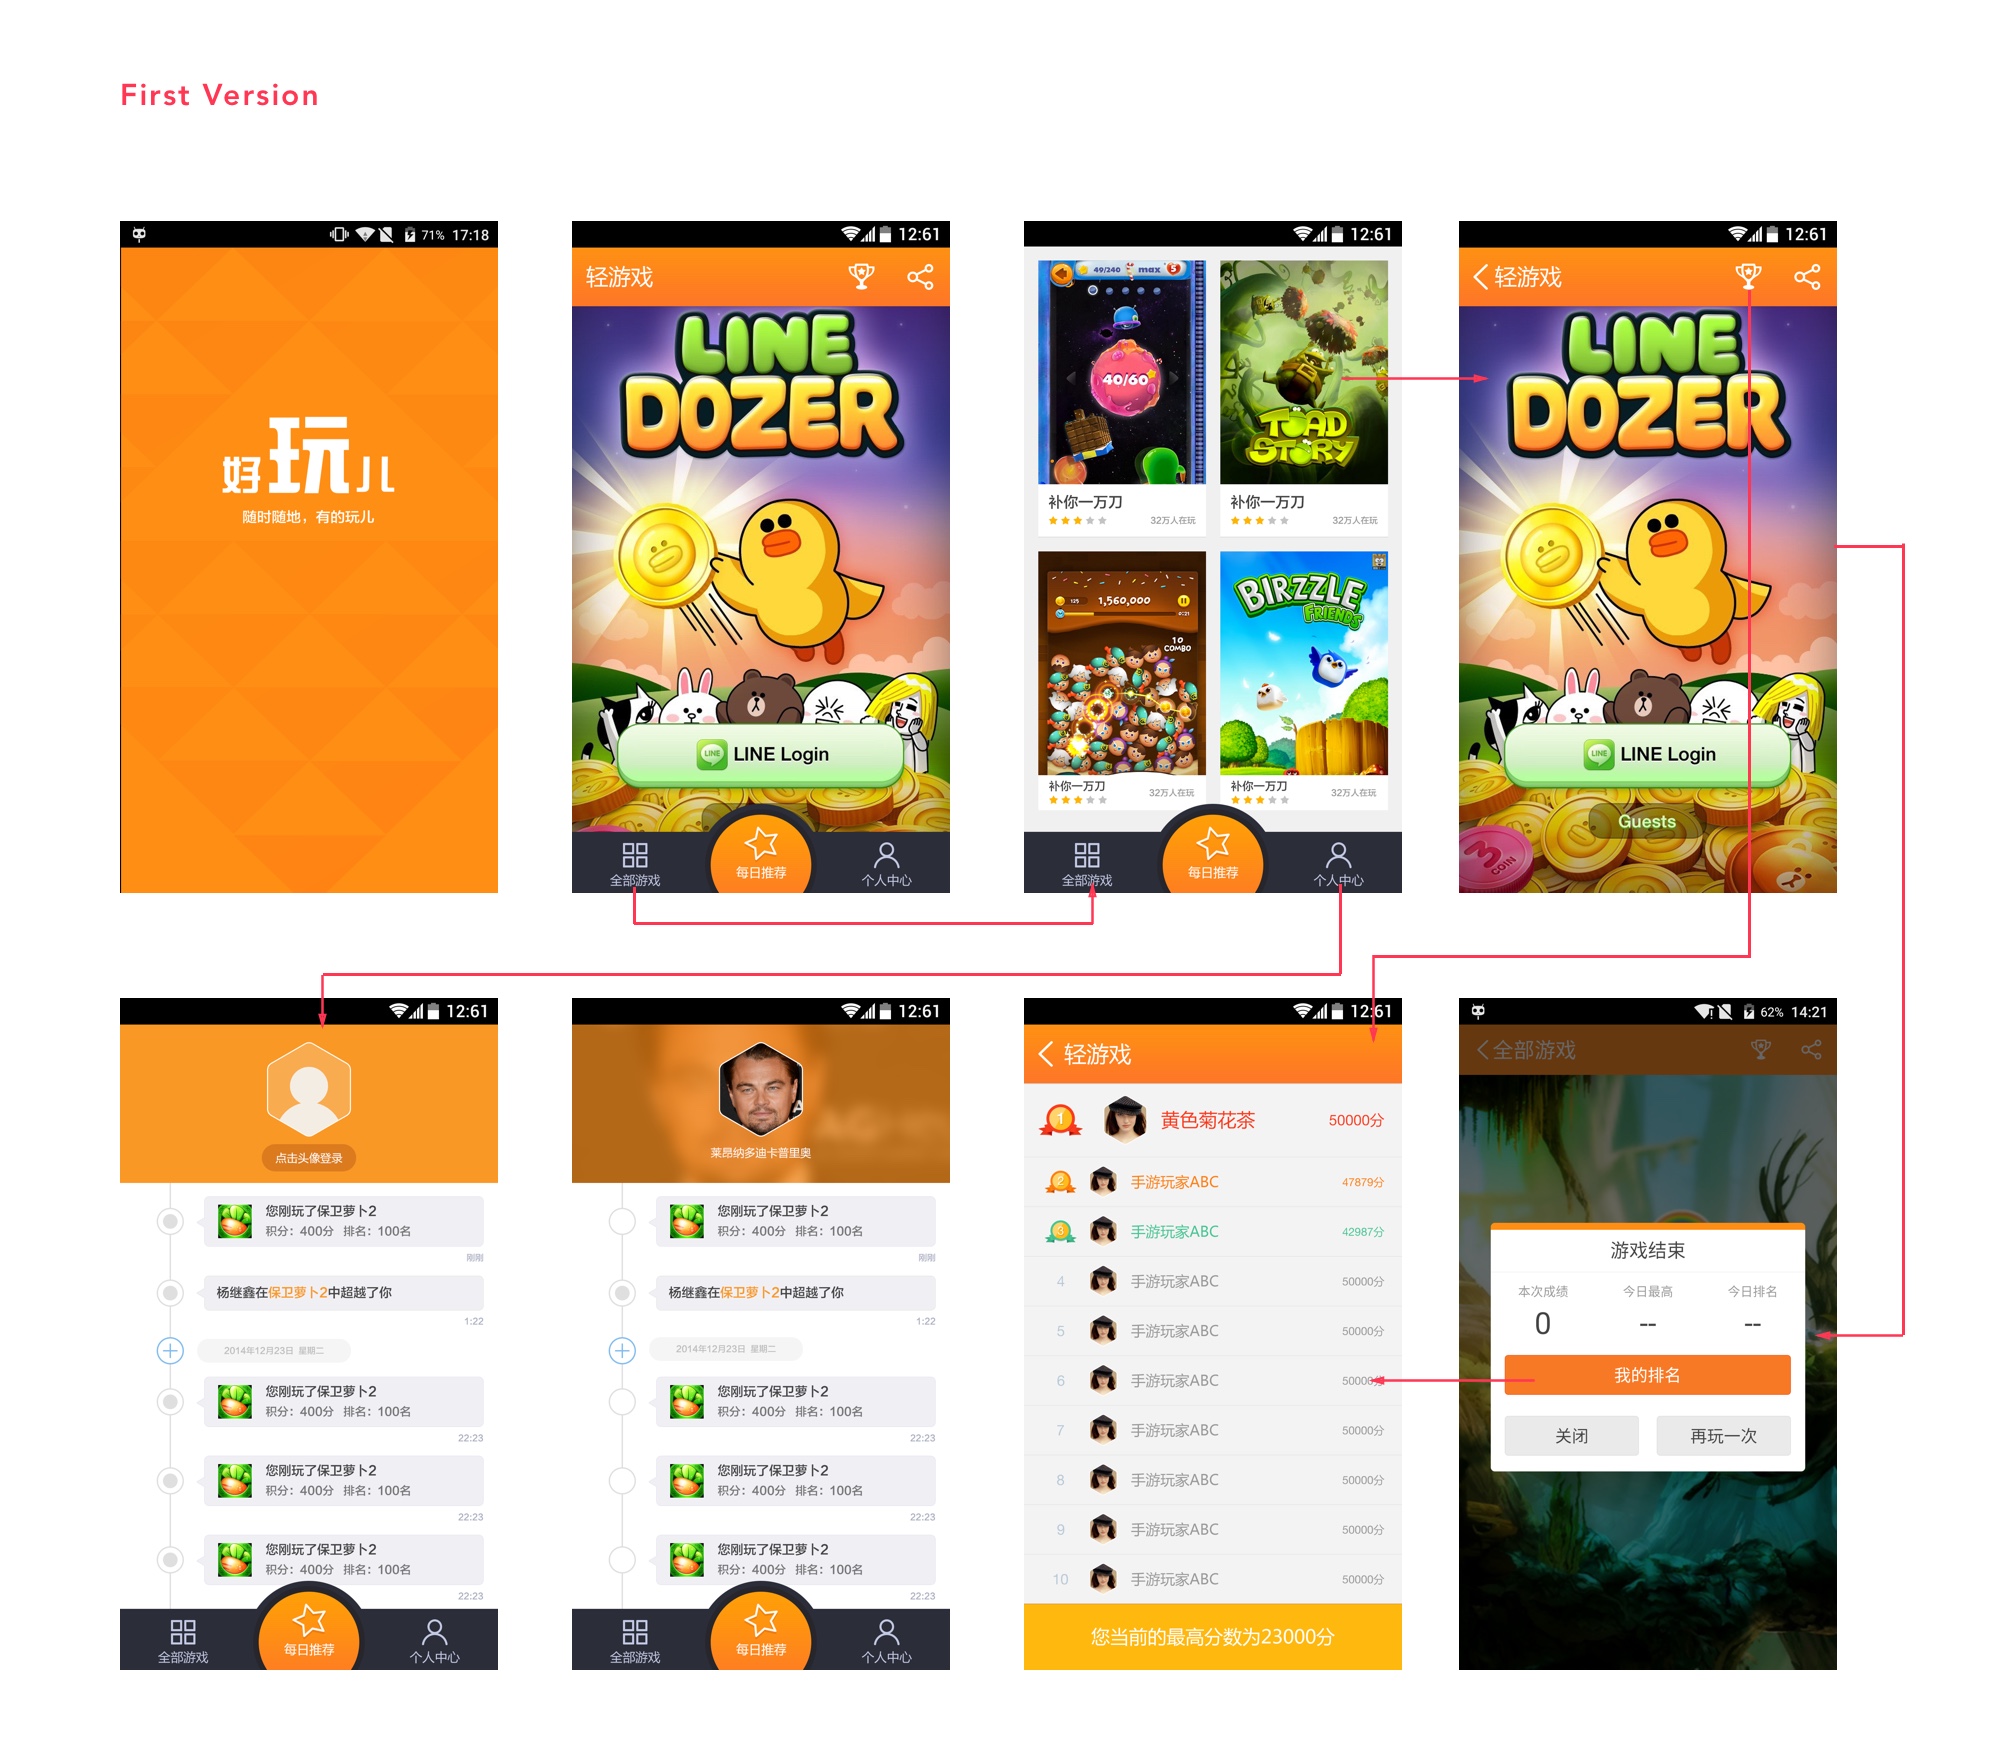 First Version
71% 17:18
好玩儿
随时随地，有的玩儿
12:61
轻游戏
LINE
DOZER
LINE LINE Login
全部游戏
每日推荐
个人中心
12:61
49/240 max 5
40/60
补你一万刀
32万人在玩
TOAD
STORY
补你一万刀
32万人在玩
125 1,560,000
0:21
10
COMBO
补你一万刀
32万人在玩
BIRZZLE
FRIENDS
补你一万刀
32万人在玩
全部游戏
每日推荐
个人中心
12:61
轻游戏
LINE
DOZER
LINE LINE Login
Guests
3
COIN
12:61
点击头像登录
您刚玩了保卫萝卜2
积分：400分 排名：100名
刚刚
杨继鑫在保卫萝卜2中超越了你
1:22
2014年12月23日 星期二
您刚玩了保卫萝卜2
积分：400分 排名：100名
22:23
您刚玩了保卫萝卜2
积分：400分 排名：100名
22:23
您刚玩了保卫萝卜2
积分：400分 排名：100名
22:23
全部游戏
每日推荐
个人中心
12:61
莱昂纳多迪卡普里奥
您刚玩了保卫萝卜2
积分：400分 排名：100名
刚刚
杨继鑫在保卫萝卜2中超越了你
1:22
2014年12月23日 星期二
您刚玩了保卫萝卜2
积分：400分 排名：100名
22:23
您刚玩了保卫萝卜2
积分：400分 排名：100名
22:23
您刚玩了保卫萝卜2
积分：400分 排名：100名
22:23
全部游戏
每日推荐
个人中心
12:61
轻游戏
1 黄色菊花茶 50000分
2 手游玩家ABC 47879分
3 手游玩家ABC 42987分
4 手游玩家ABC 50000分
5 手游玩家ABC 50000分
6 手游玩家ABC 50000分
7 手游玩家ABC 50000分
8 手游玩家ABC 50000分
9 手游玩家ABC 50000分
10 手游玩家ABC 50000分
您当前的最高分数为23000分
62% 14:21
全部游戏
游戏结束
本次成绩 今日最高 今日排名
0 -- --
我的排名
关闭 再玩一次